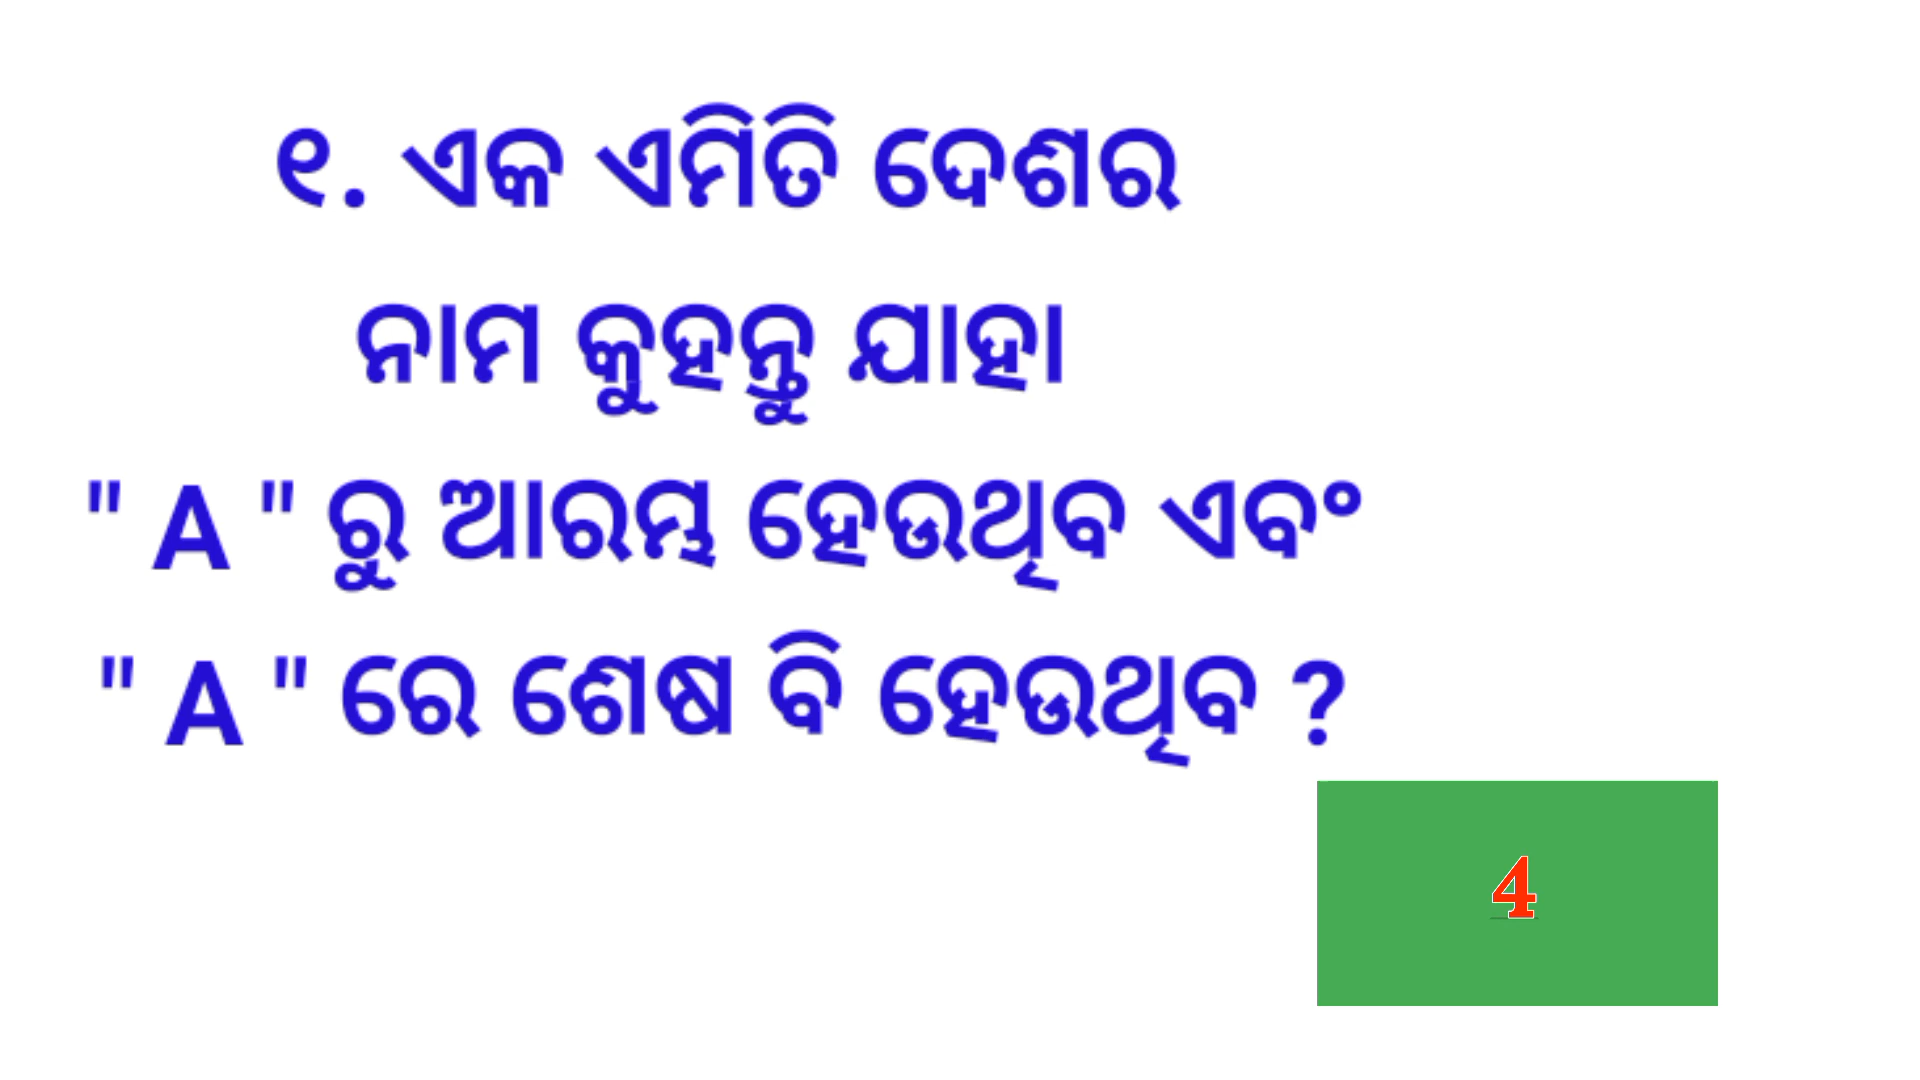 ୧. ଏକ ଏମିତି ଦେଶର
ନାମ କୁହନ୍ତୁ ଯାହା
" A " ରୁ ଆରମ୍ଭ ହେଉଥିବ ଏବଂ
" A " ରେ ଶେଷ ବି ହେଉଥିବ ?
4